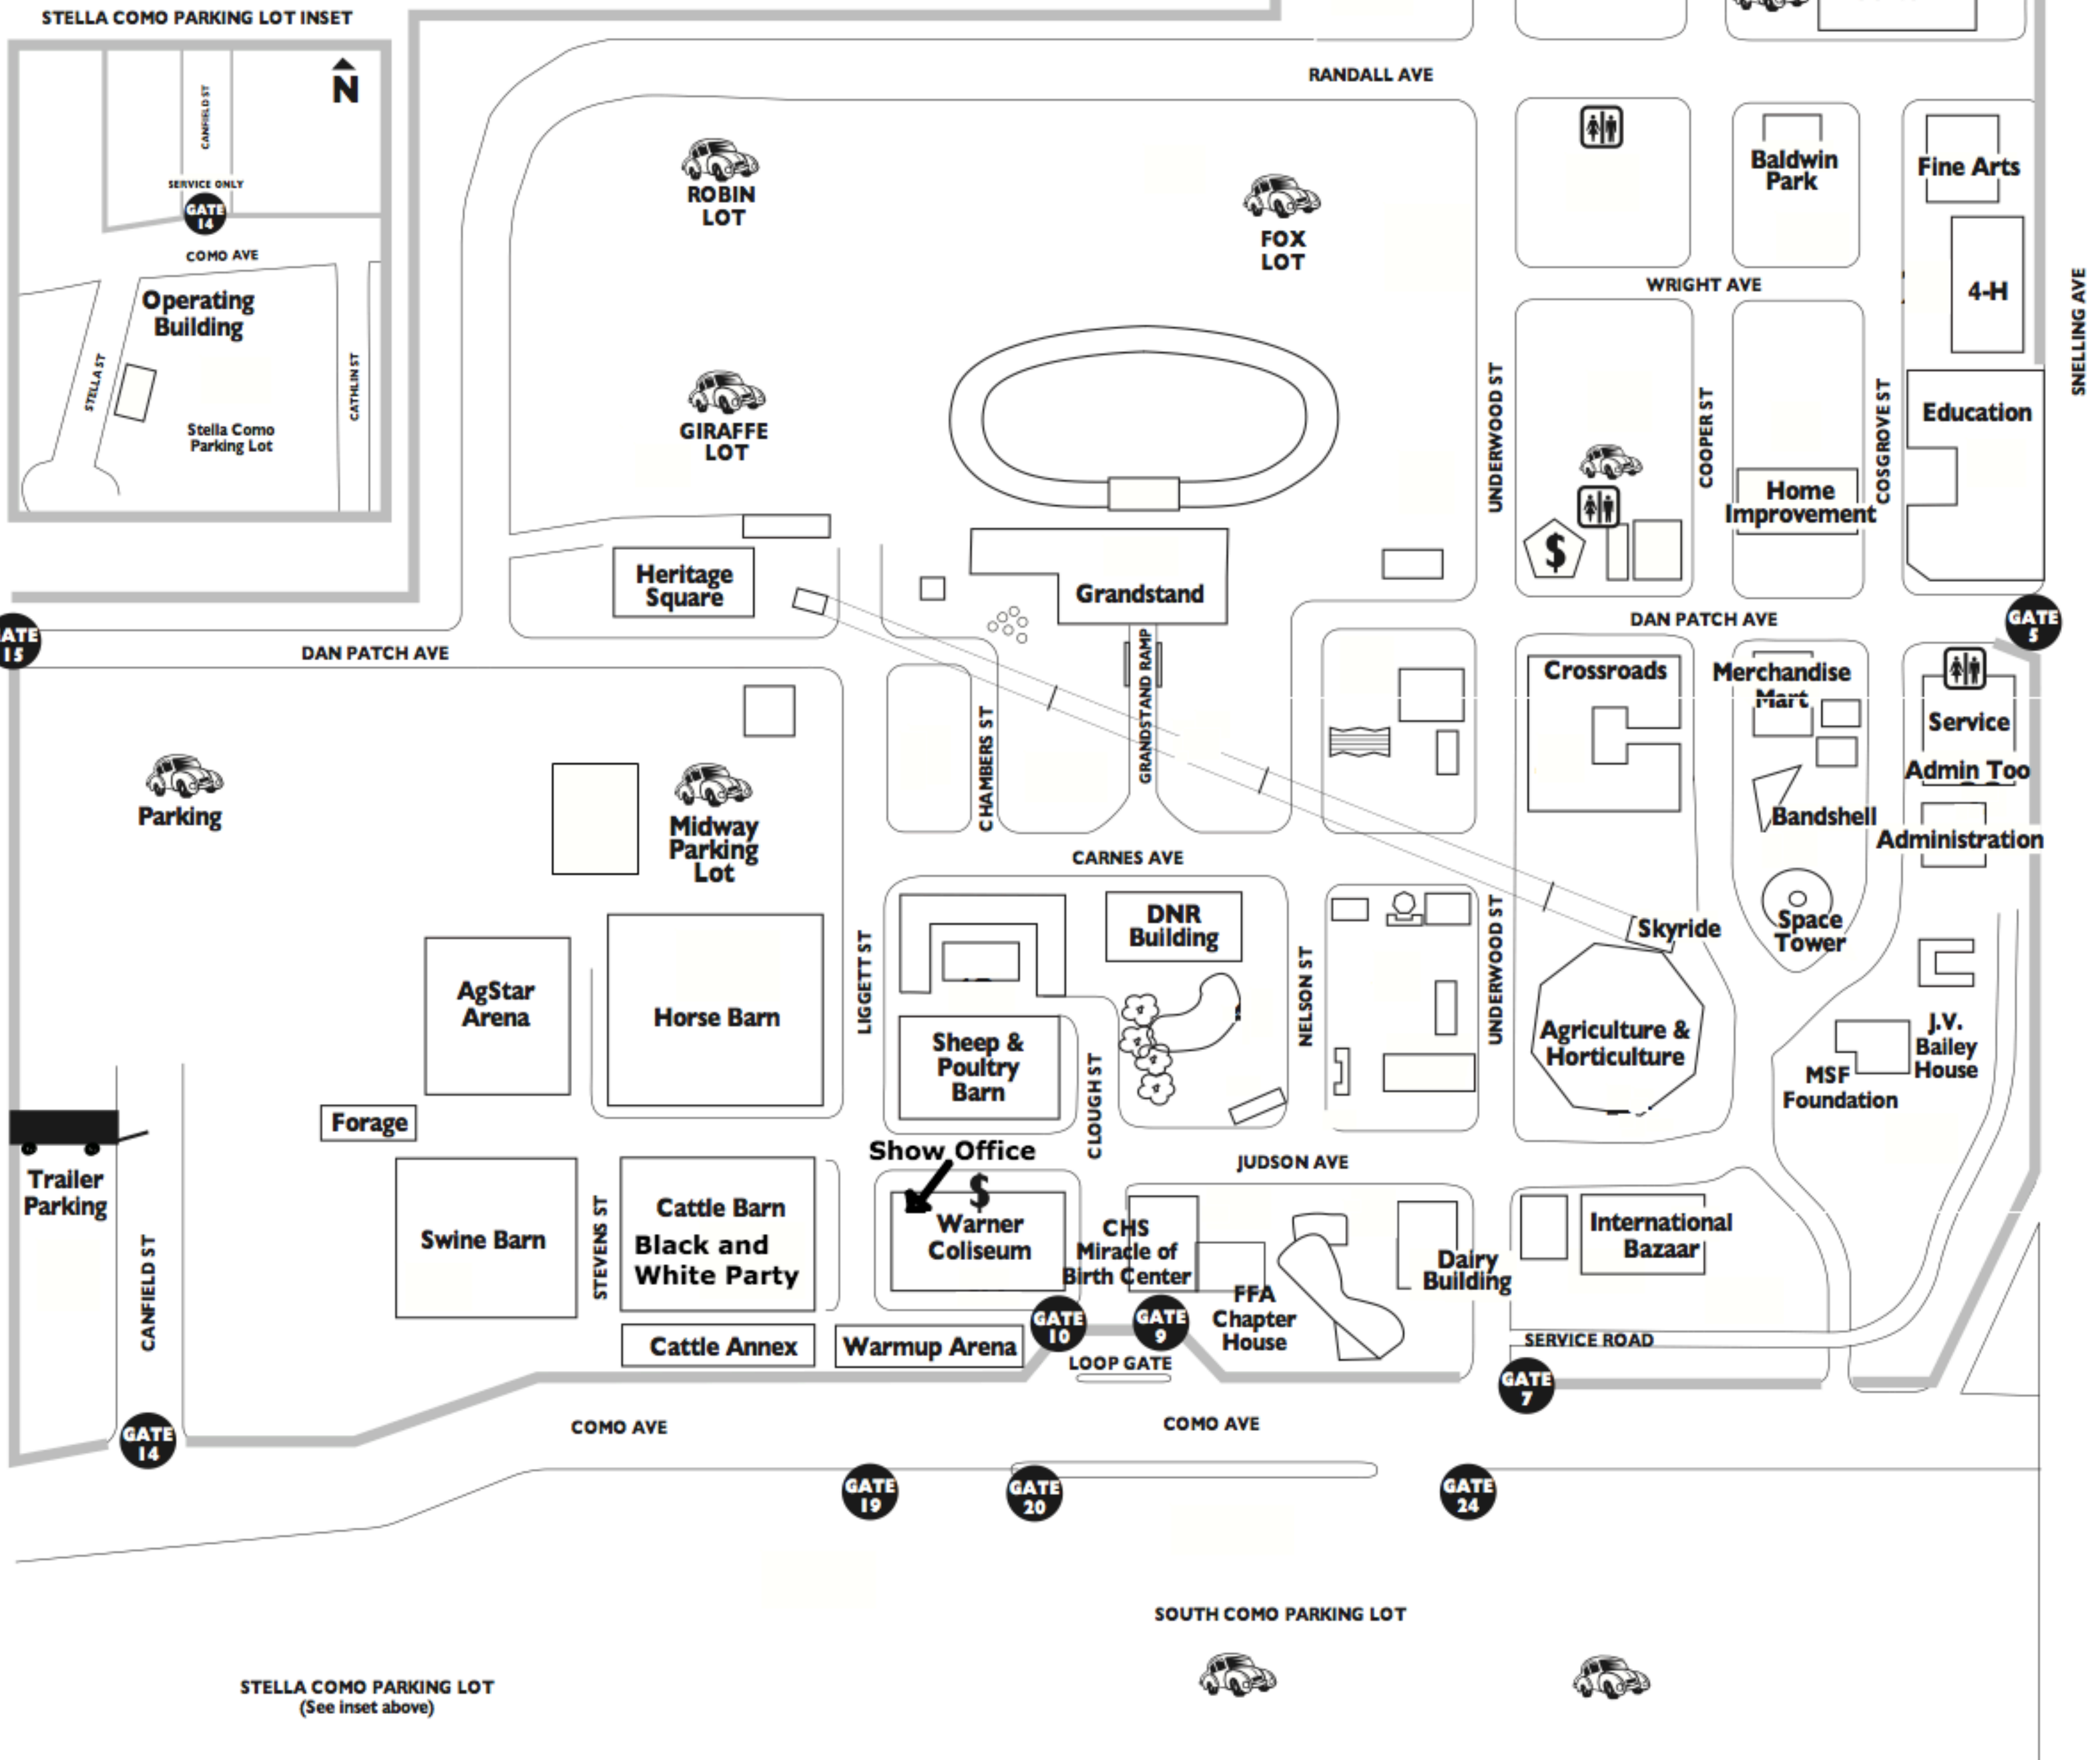 STELLA COMO PARKING LOT INSET
N
CANFIELD ST
SERVICE ONLY
GATE
14
COMO AVE
Operating
Building
STELLA ST
CATHLIN ST
Stella Como
Parking Lot
RANDALL AVE
ROBIN
LOT
FOX
LOT
Baldwin
Park
Fine Arts
WRIGHT AVE
4-H
SNELLING AVE
GIRAFFE
LOT
UNDERWOOD ST
COOPER ST
COSGROVE ST
Education
Home
Improvement
$
Heritage
Square
Grandstand
GATE
15
DAN PATCH AVE
DAN PATCH AVE
GATE
5
GRANDSTAND RAMP
Crossroads
Merchandise
Mart
Service
Admin Too
Bandshell
Administration
Parking
Midway
Parking
Lot
CHAMBERS ST
CARNES AVE
DNR
Building
LIGGETT ST
NELSON ST
UNDERWOOD ST
Skyride
Space
Tower
AgStar
Arena
Horse Barn
Sheep &
Poultry
Barn
CLOUGH ST
Agriculture &
Horticulture
J.V.
Bailey
House
MSF
Foundation
Forage
Trailer
Parking
Show Office
JUDSON AVE
$
Swine Barn
STEVENS ST
Cattle Barn
Black and
White Party
Warner
Coliseum
CHS
Miracle of
Birth Center
FFA
Chapter
House
Dairy
Building
International
Bazaar
CANFIELD ST
Cattle Annex
Warmup Arena
GATE
10
GATE
9
LOOP GATE
SERVICE ROAD
GATE
7
GATE
14
COMO AVE
COMO AVE
GATE
19
GATE
20
GATE
24
SOUTH COMO PARKING LOT
STELLA COMO PARKING LOT
(See inset above)